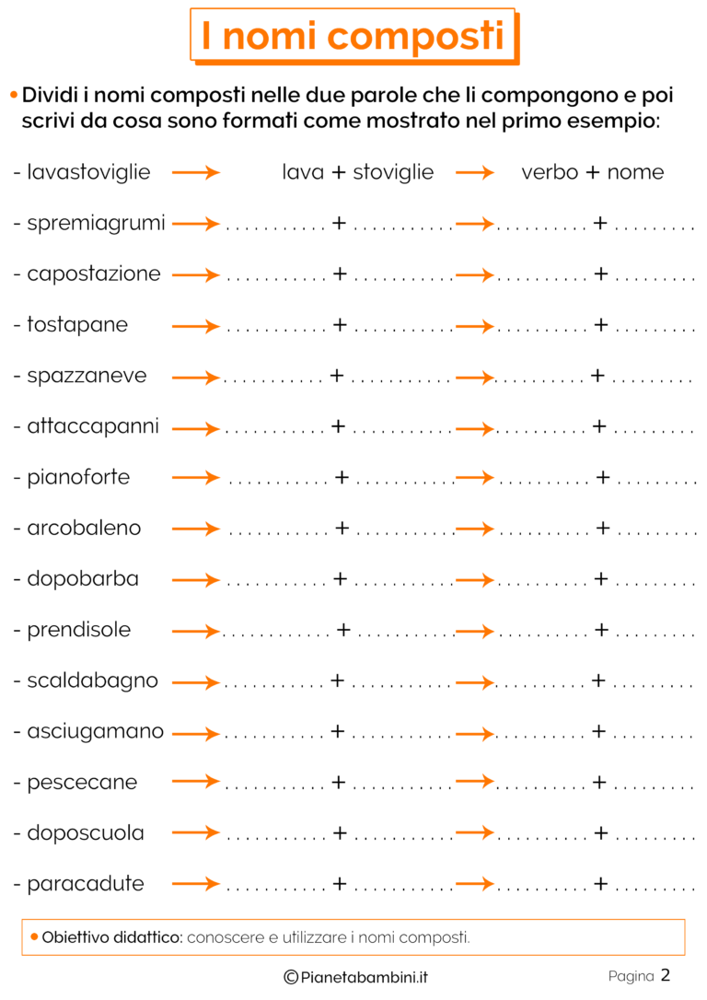 I nomi composti
• Dividi i nomi composti nelle due parole che li compongono e poi
scrivi da cosa sono formati come mostrato nel primo esempio:
- lavastoviglie → lava + stoviglie → verbo + nome
- spremiagrumi → ........... + ........... → .......... + .........
- capostazione → ........... + ........... → .......... + .........
- tostapane → ........... + ........... → .......... + .........
- spazzaneve → ........... + ........... → .......... + .........
- attaccapanni → ........... + ........... → .......... + .........
- pianoforte → ........... + ........... → .......... + .........
- arcobaleno → ........... + ........... → .......... + .........
- dopobarba → ........... + ........... → .......... + .........
- prendisole → ............ + ........... → .......... + .........
- scaldabagno → ........... + ........... → .......... + .........
- asciugamano → ........... + ........... → .......... + .........
- pescecane → ........... + ........... → .......... + .........
- doposcuola → ........... + ........... → .......... + .........
- paracadute → ........... + ........... → .......... + .........
• Obiettivo didattico: conoscere e utilizzare i nomi composti.
©Pianetabambini.it Pagina 2